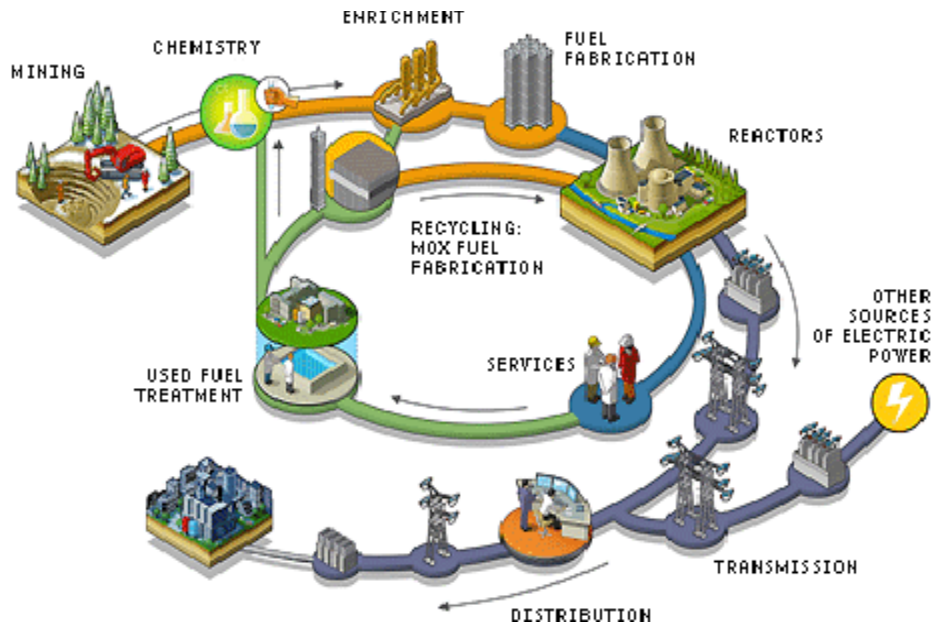 ENRICHMENT
CHEMISTRY
MINING
FUEL
FABRICATION
REACTORS
RECYCLING:
MOX FUEL
FABRICATION
OTHER
SOURCES
OF ELECTRIC
POWER
SERVICES
USED FUEL
TREATMENT
TRANSMISSION
DISTRIBUTION